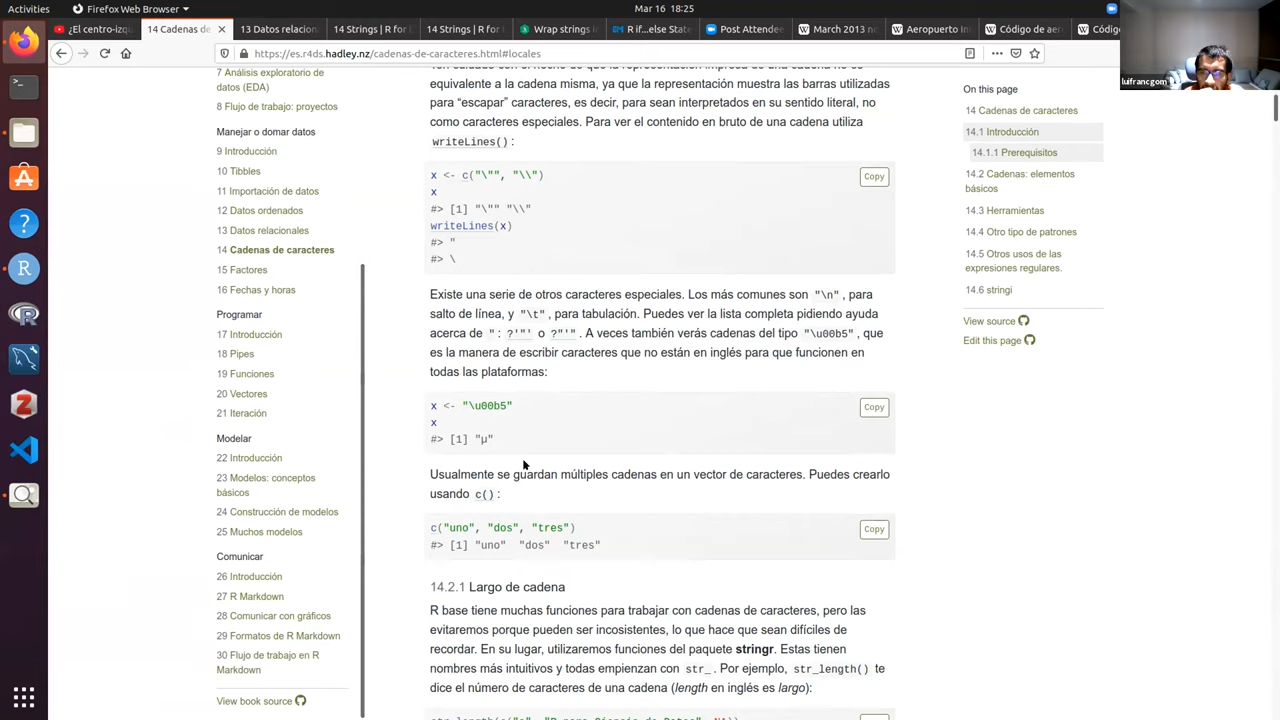 Activities
Firefox Web Browser
Mar 16 18:25
¿El centro-izqu
14 Cadenas de
13 Datos relacion
14 Strings | R for
14 Strings | R for
Wrap strings i
R if...else State
Post Attendee
March 2013 no
Aeropuerto In
Código de aer
Códig
https://es.r4ds.hadley.nz/cadenas-de-caracteres.html#locales
luifrancgom
7 Análisis exploratorio de
datos (EDA)
8 Flujo de trabajo: proyectos
Manejar o domar datos
9 Introducción
10 Tibbles
11 Importación de datos
12 Datos ordenados
13 Datos relacionales
14 Cadenas de caracteres
15 Factores
16 Fechas y horas
Programar
17 Introducción
18 Pipes
19 Funciones
20 Vectores
21 Iteración
Modelar
22 Introducción
23 Modelos: conceptos
básicos
24 Construcción de modelos
25 Muchos modelos
Comunicar
26 Introducción
27 R Markdown
28 Comunicar con gráficos
29 Formatos de R Markdown
30 Flujo de trabajo en R
Markdown
View book source
equivalente a la cadena misma, ya que la representación muestra las barras utilizadas
para “escapar” caracteres, es decir, para sean interpretados en su sentido literal, no
como caracteres especiales. Para ver el contenido en bruto de una cadena utiliza
writeLines() :
x <- c("\"", "\\")
Copy
x
#> [1] "\"" "\\"
writeLines(x)
#> "
#> \
Existe una serie de otros caracteres especiales. Los más comunes son "\n" , para
salto de línea, y "\t" , para tabulación. Puedes ver la lista completa pidiendo ayuda
acerca de " : ?'"' o ?"'" . A veces también verás cadenas del tipo "\u00b5" , que
es la manera de escribir caracteres que no están en inglés para que funcionen en
todas las plataformas:
x <- "\u00b5"
Copy
x
#> [1] "µ"
Usualmente se guardan múltiples cadenas en un vector de caracteres. Puedes crearlo
usando c() :
c("uno", "dos", "tres")
Copy
#> [1] "uno"  "dos"  "tres"
14.2.1 Largo de cadena
R base tiene muchas funciones para trabajar con cadenas de caracteres, pero las
evitaremos porque pueden ser incosistentes, lo que hace que sean difíciles de
recordar. En su lugar, utilizaremos funciones del paquete stringr. Estas tienen
nombres más intuitivos y todas empienzan con str_ . Por ejemplo, str_length() te
dice el número de caracteres de una cadena (length en inglés es largo):
On this page
14 Cadenas de caracteres
14.1 Introducción
14.1.1 Prerequisitos
14.2 Cadenas: elementos
básicos
14.3 Herramientas
14.4 Otro tipo de patrones
14.5 Otros usos de las
expresiones regulares.
14.6 stringi
View source
Edit this page